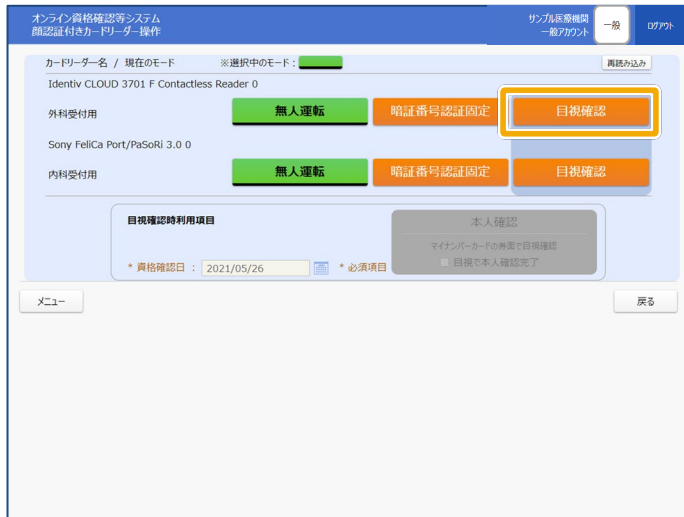 オンライン資格確認等システム
顔認証付きカードリーダー操作
サンプル医療機関
一般アカウント
一般
ログアウト
カードリーダー名 / 現在のモード ※選択中のモード：
再読み込み
Identiv CLOUD 3701 F Contactless Reader 0
外科受付用 無人運転 暗証番号認証固定 目視確認
Sony FeliCa Port/PaSoRi 3.0 0
内科受付用 無人運転 暗証番号認証固定 目視確認
目視確認時利用項目
* 資格確認日 : 2021/05/26 * 必須項目
本人確認
マイナンバーカードの券面で目視確認
目視で本人確認完了
メニュー
戻る